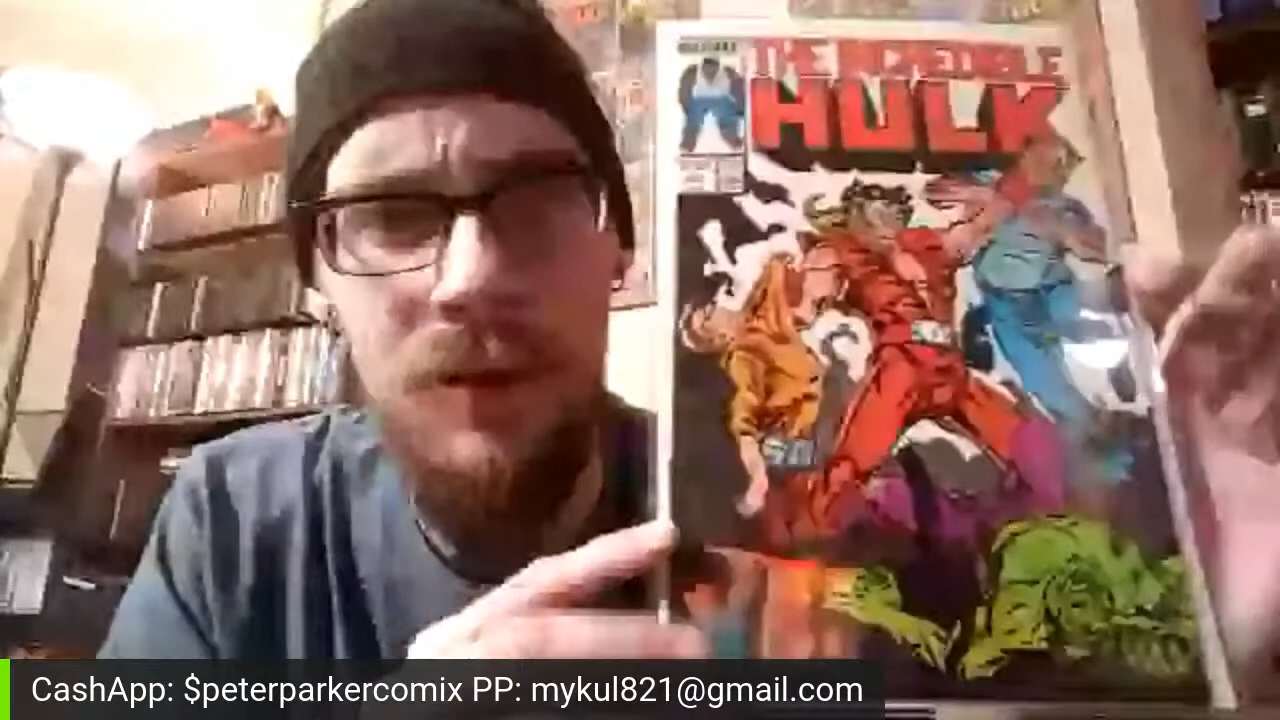 THE INCREDIBLE
HULK
CashApp: $peterparkercomix PP: mykul821@gmail.com